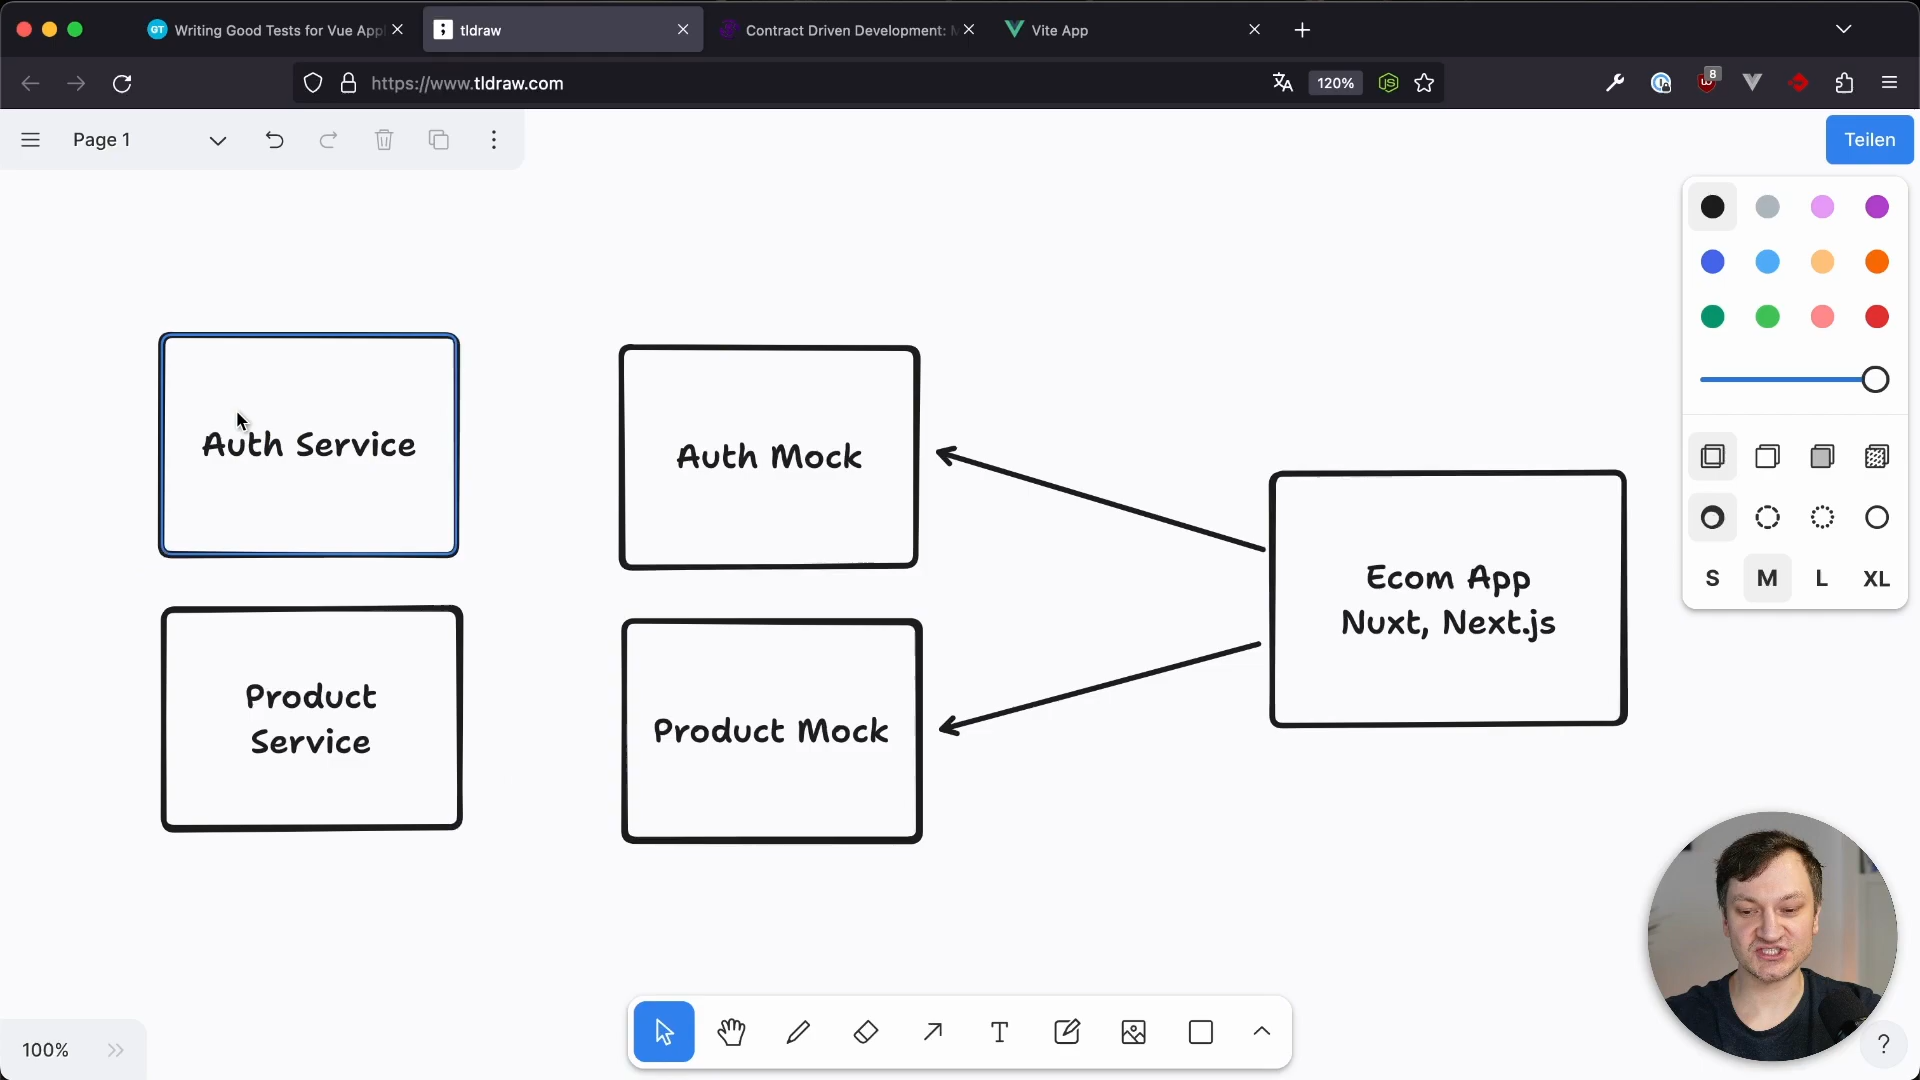 Writing Good Tests for Vue App
tldraw
Contract Driven Development:
Vite App
https://www.tldraw.com
120%
8
Page 1
Teilen
Auth Service
Auth Mock
Ecom App
Nuxt, Next.js
Product
Service
Product Mock
S M L XL
100%
?